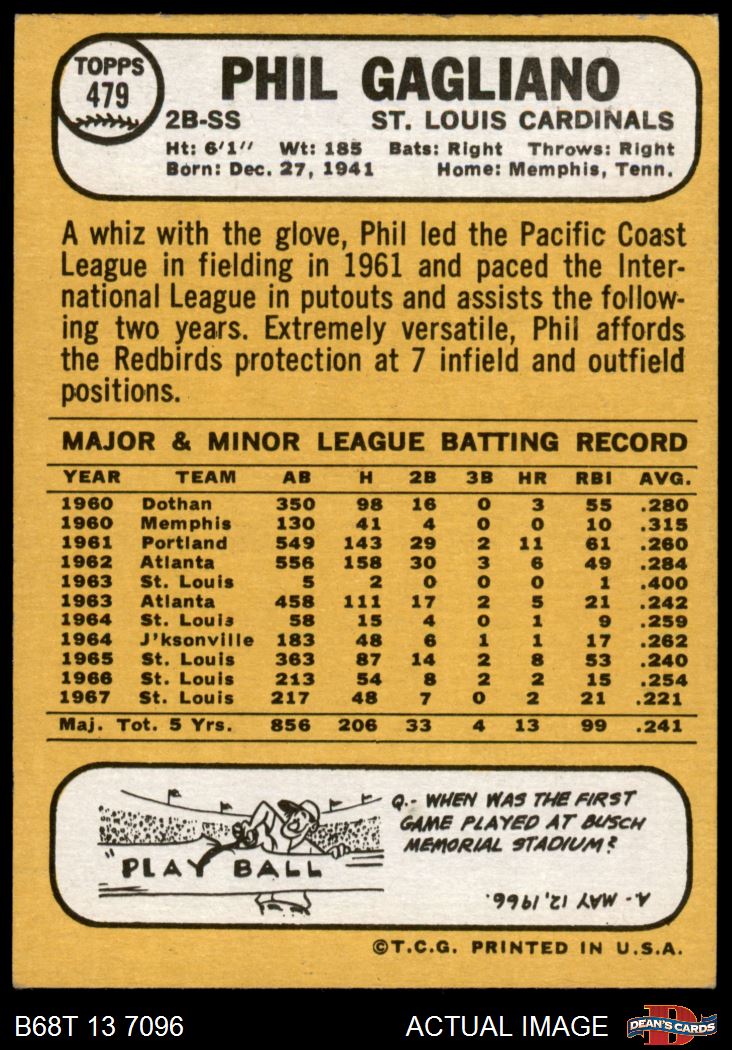 TOPPS
479
PHIL GAGLIANO
2B-SS ST. LOUIS CARDINALS
Ht: 6'1" Wt: 185 Bats: Right Throws: Right
Born: Dec. 27, 1941 Home: Memphis, Tenn.
A whiz with the glove, Phil led the Pacific Coast
League in fielding in 1961 and paced the Inter-
national League in putouts and assists the follow-
ing two years. Extremely versatile, Phil affords
the Redbirds protection at 7 infield and outfield
positions.
MAJOR & MINOR LEAGUE BATTING RECORD
YEAR TEAM AB H 2B 3B HR RBI AVG.
1960 Dothan 350 98 16 0 3 55 .280
1960 Memphis 130 41 4 0 0 10 .315
1961 Portland 549 143 29 2 11 61 .260
1962 Atlanta 556 158 30 3 6 49 .284
1963 St. Louis 5 2 0 0 0 1 .400
1963 Atlanta 458 111 17 2 5 21 .242
1964 St. Louis 58 15 4 0 1 9 .259
1964 J'ksonville 183 48 6 1 1 17 .262
1965 St. Louis 363 87 14 2 8 53 .240
1966 St. Louis 213 54 8 2 2 15 .254
1967 St. Louis 217 48 7 0 2 21 .221
Maj. Tot. 5 Yrs. 856 206 33 4 13 99 .241
"PLAY BALL
Q.- WHEN WAS THE FIRST
GAME PLAYED AT BUSCH
MEMORIAL STADIUM?
A- MAY 12, 1966.
©T.C.G. PRINTED IN U.S.A.
B68T 13 7096 ACTUAL IMAGE
D
DEAN'S CARDS